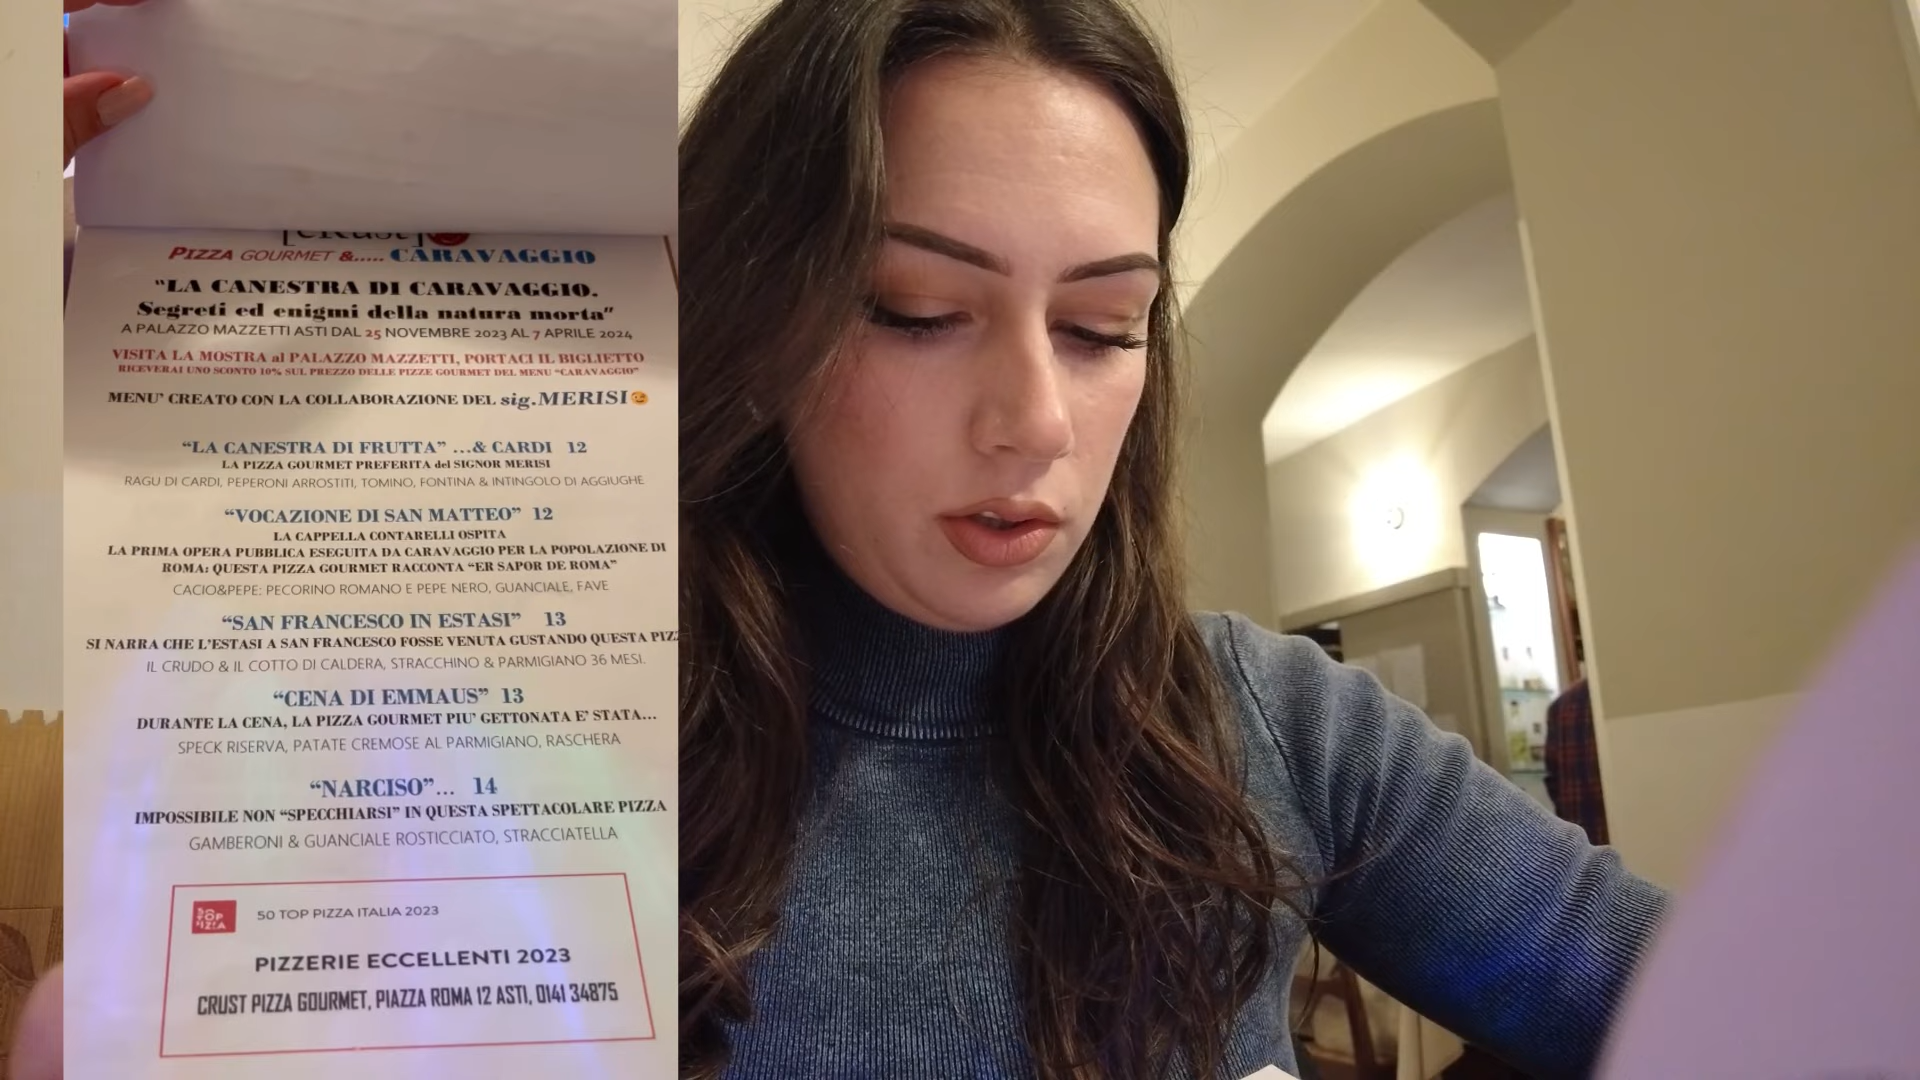 [cRust]
PIZZA GOURMET &..... CARAVAGGIO
“LA CANESTRA DI CARAVAGGIO.
Segreti ed enigmi della natura morta”
A PALAZZO MAZZETTI ASTI DAL 25 NOVEMBRE 2023 AL 7 APRILE 2024
VISITA LA MOSTRA al PALAZZO MAZZETTI, PORTACI IL BIGLIETTO
RICEVERAI UNO SCONTO 10% SUL PREZZO DELLE PIZZE GOURMET DEL MENU “CARAVAGGIO”
MENU’ CREATO CON LA COLLABORAZIONE DEL sig.MERISI😉
“LA CANESTRA DI FRUTTA” ...& CARDI 12
LA PIZZA GOURMET PREFERITA del SIGNOR MERISI
RAGU DI CARDI, PEPERONI ARROSTITI, TOMINO, FONTINA & INTINGOLO DI AGGIUGHE
“VOCAZIONE DI SAN MATTEO” 12
LA CAPPELLA CONTARELLI OSPITA
LA PRIMA OPERA PUBBLICA ESEGUITA DA CARAVAGGIO PER LA POPOLAZIONE DI
ROMA: QUESTA PIZZA GOURMET RACCONTA “ER SAPOR DE ROMA”
CACIO&PEPE: PECORINO ROMANO E PEPE NERO, GUANCIALE, FAVE
“SAN FRANCESCO IN ESTASI” 13
SI NARRA CHE L’ESTASI A SAN FRANCESCO FOSSE VENUTA GUSTANDO QUESTA PIZ
IL CRUDO & IL COTTO DI CALDERA, STRACCHINO & PARMIGIANO 36 MESI.
“CENA DI EMMAUS” 13
DURANTE LA CENA, LA PIZZA GOURMET PIU’ GETTONATA E’ STATA...
SPECK RISERVA, PATATE CREMOSE AL PARMIGIANO, RASCHERA
“NARCISO”... 14
IMPOSSIBILE NON “SPECCHIARSI” IN QUESTA SPETTACOLARE PIZZA
GAMBERONI & GUANCIALE ROSTICCIATO, STRACCIATELLA
50 TOP PIZZA
50 TOP PIZZA ITALIA 2023
PIZZERIE ECCELLENTI 2023
CRUST PIZZA GOURMET, PIAZZA ROMA 12 ASTI, 0141 34875